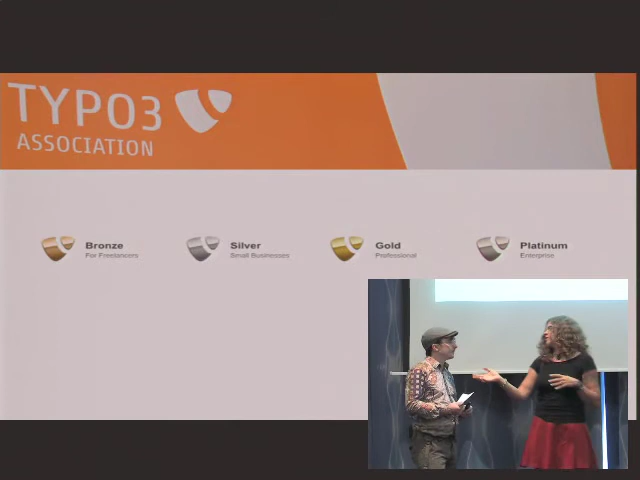 TYPO3
ASSOCIATION
Bronze
For Freelancers
Silver
Small Businesses
Gold
Professional
Platinum
Enterprise